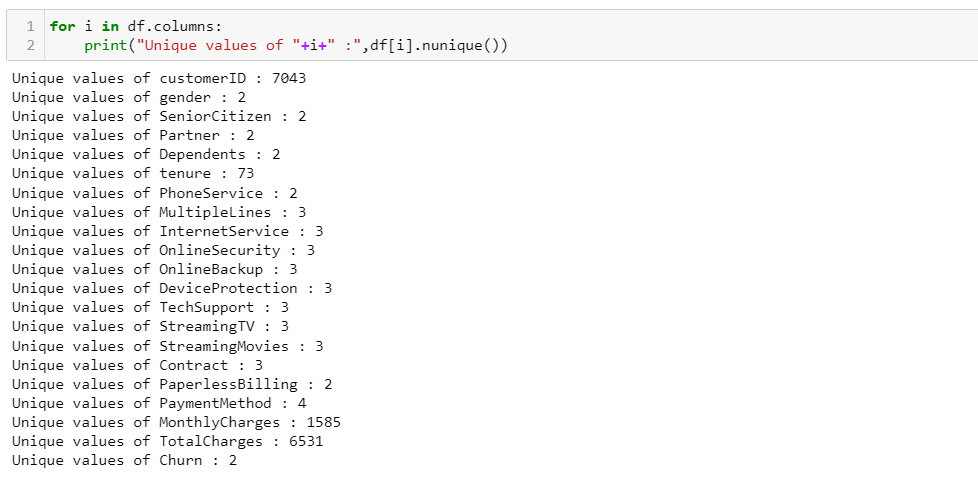 1 for i in df.columns:
2     print("Unique values of "+i+" :",df[i].nunique())
Unique values of customerID : 7043
Unique values of gender : 2
Unique values of SeniorCitizen : 2
Unique values of Partner : 2
Unique values of Dependents : 2
Unique values of tenure : 73
Unique values of PhoneService : 2
Unique values of MultipleLines : 3
Unique values of InternetService : 3
Unique values of OnlineSecurity : 3
Unique values of OnlineBackup : 3
Unique values of DeviceProtection : 3
Unique values of TechSupport : 3
Unique values of StreamingTV : 3
Unique values of StreamingMovies : 3
Unique values of Contract : 3
Unique values of PaperlessBilling : 2
Unique values of PaymentMethod : 4
Unique values of MonthlyCharges : 1585
Unique values of TotalCharges : 6531
Unique values of Churn : 2